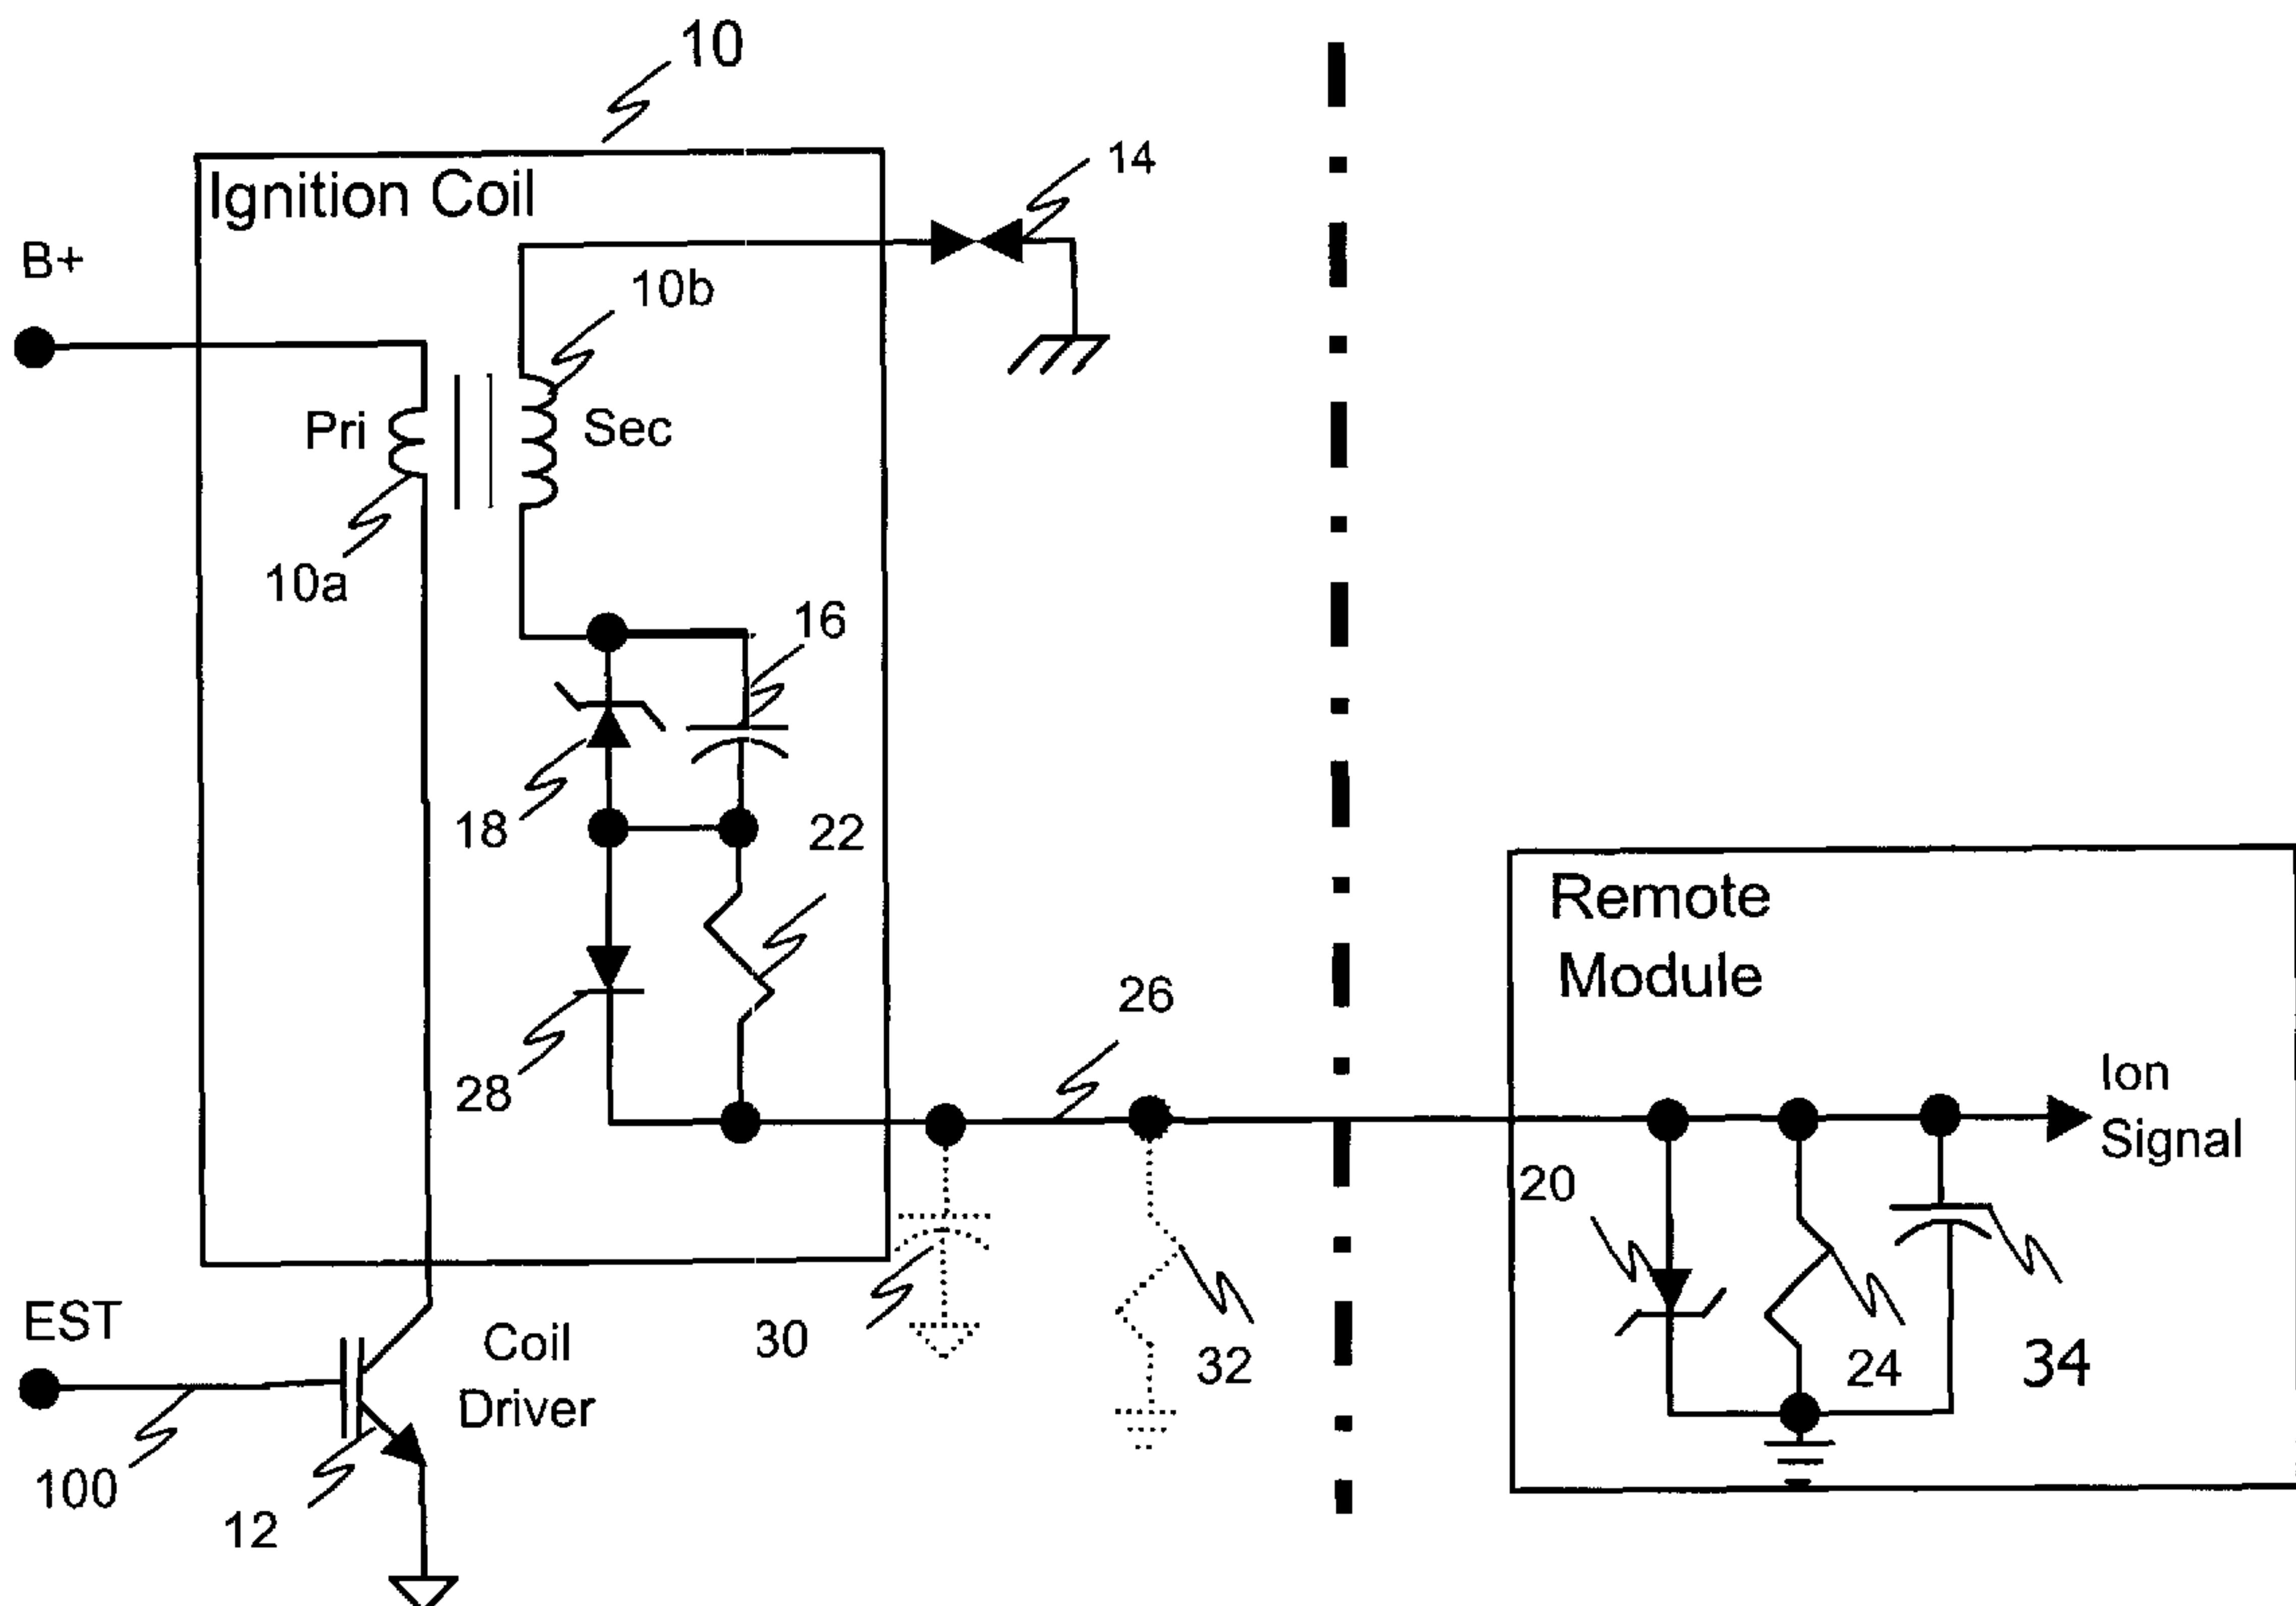 10
Ignition Coil
14
B+
10b
Pri
Sec
10a
16
18
22
Remote
Module
26
28
Ion
Signal
20
EST
Coil
Driver
30
32
24
34
100
12